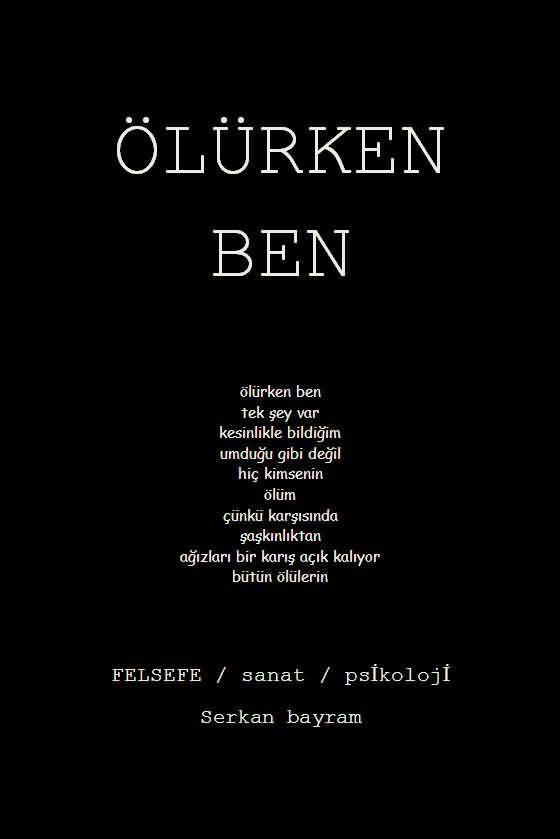 ÖLÜRKEN
BEN
ölürken ben
tek şey var
kesinlikle bildiğim
umduğu gibi değil
hiç kimsenin
ölüm
çünkü karşısında
şaşkınlıktan
ağızları bir karış açık kalıyor
bütün ölülerin
FELSEFE / sanat / psİkolojİ
Serkan bayram